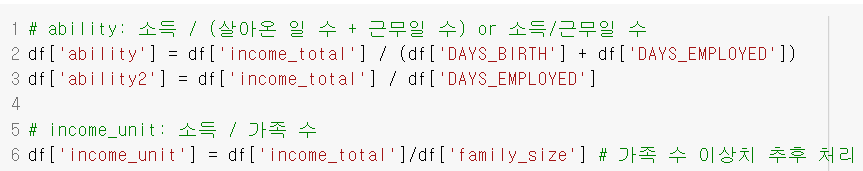 1 # ability: 소득 / (살아온 일 수 + 근무일 수) or 소득/근무일 수
2 df['ability'] = df['income_total'] / (df['DAYS_BIRTH'] + df['DAYS_EMPLOYED'])
3 df['ability2'] = df['income_total'] / df['DAYS_EMPLOYED']
4
5 # income_unit: 소득 / 가족 수
6 df['income_unit'] = df['income_total']/df['family_size'] # 가족 수 이상치 추후 처리